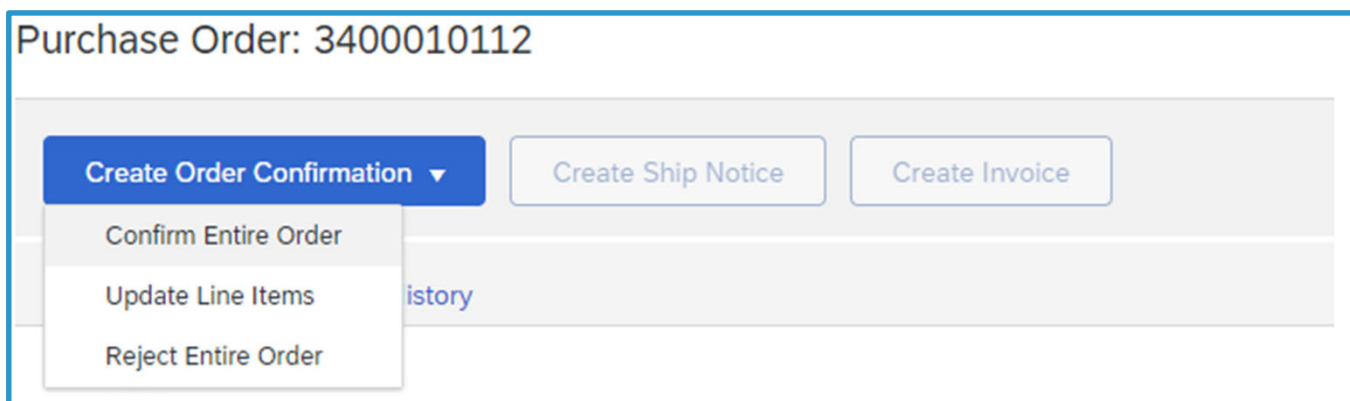 Purchase Order: 3400010112
Create Order Confirmation ▼ Create Ship Notice Create Invoice
Confirm Entire Order
Update Line Items istory
Reject Entire Order